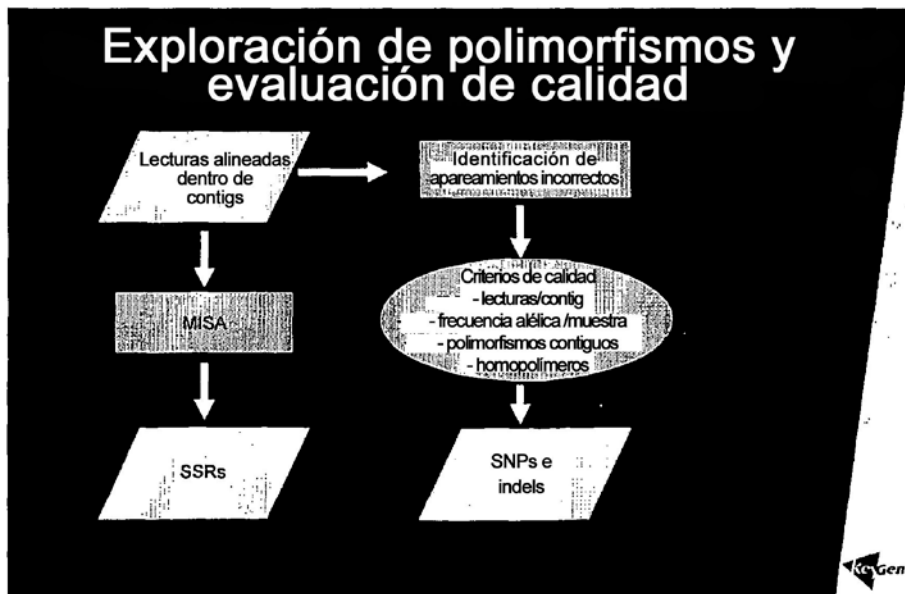 Exploración de polimorfismos y
evaluación de calidad
Lecturas alineadas
dentro de
contigs
Identificación de
apareamientos incorrectos
MISA
Criterios de calidad
- lecturas/contig
- frecuencia alélica /muestra
- polimorfismos contiguos
- homopolímeros
SSRs
SNPs e
indels
KeyGene